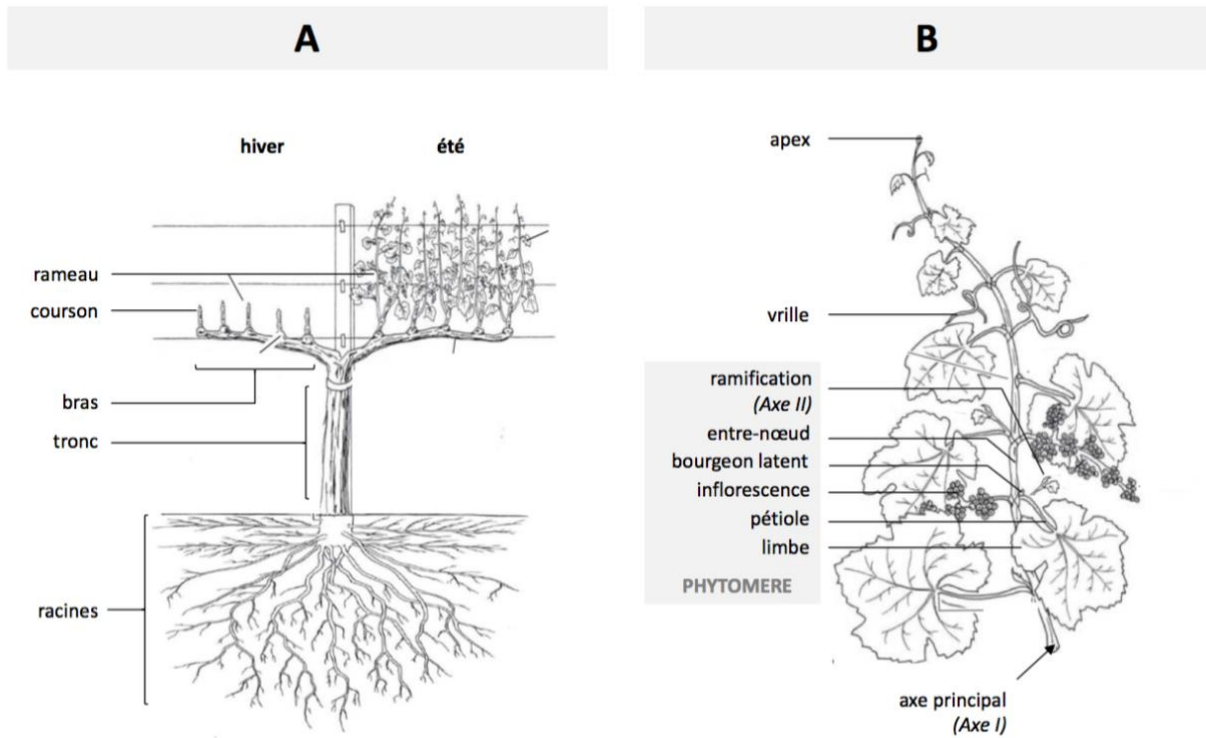 A
hiver
été
rameau
courson
bras
tronc
racines
B
apex
vrille
ramification
(Axe II)
entre-nœud
bourgeon latent
inflorescence
pétiole
limbe
PHYTOMERE
axe principal
(Axe I)